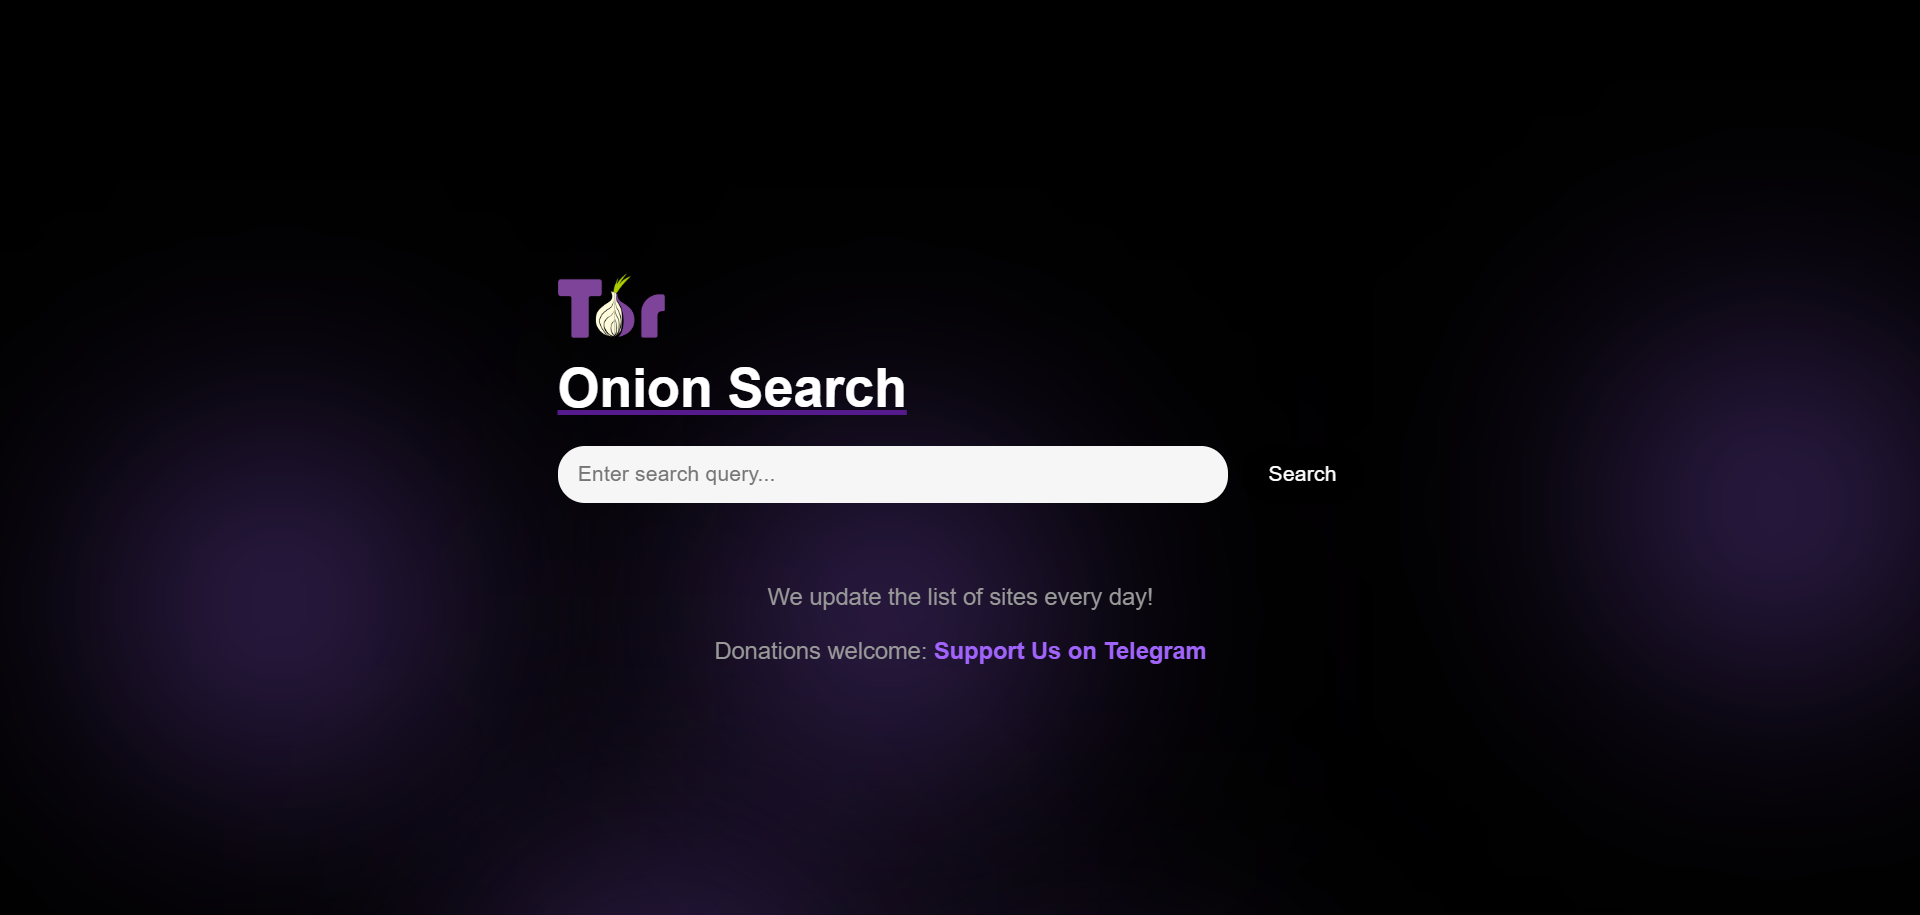 Tor
Onion Search
Enter search query...
Search
We update the list of sites every day!
Donations welcome: Support Us on Telegram